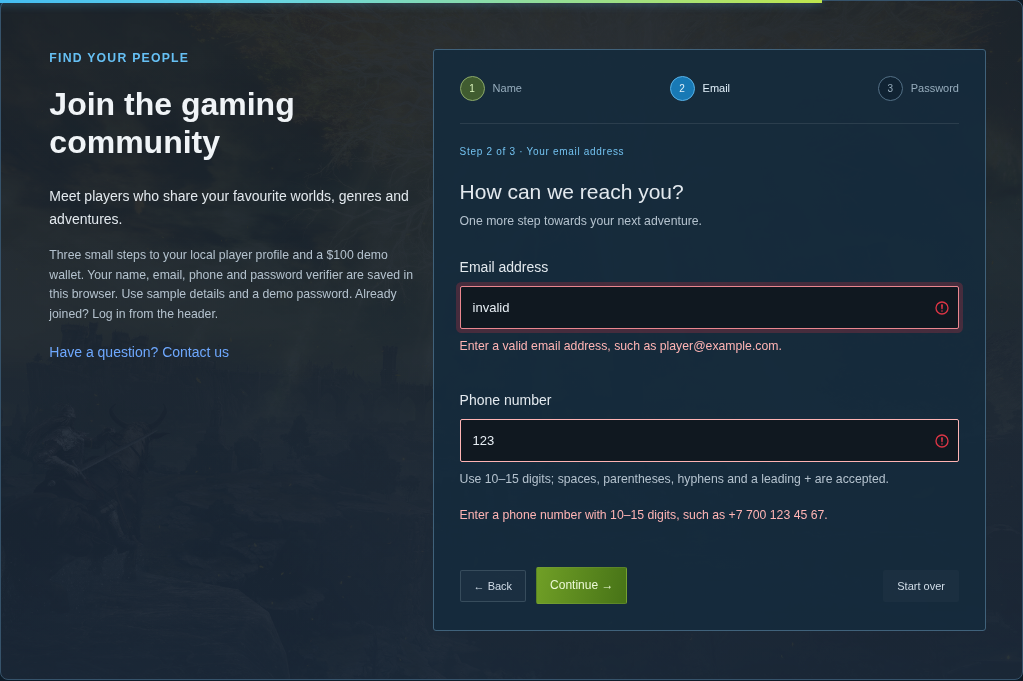 FIND YOUR PEOPLE
Join the gaming
community
Meet players who share your favourite worlds, genres and
adventures.
Three small steps to your local player profile and a $100 demo
wallet. Your name, email, phone and password verifier are saved in
this browser. Use sample details and a demo password. Already
joined? Log in from the header.
Have a question? Contact us
1 Name
2 Email
3 Password
Step 2 of 3 · Your email address
How can we reach you?
One more step towards your next adventure.
Email address
invalid
Enter a valid email address, such as player@example.com.
Phone number
123
Use 10–15 digits; spaces, parentheses, hyphens and a leading + are accepted.
Enter a phone number with 10–15 digits, such as +7 700 123 45 67.
← Back
Continue →
Start over